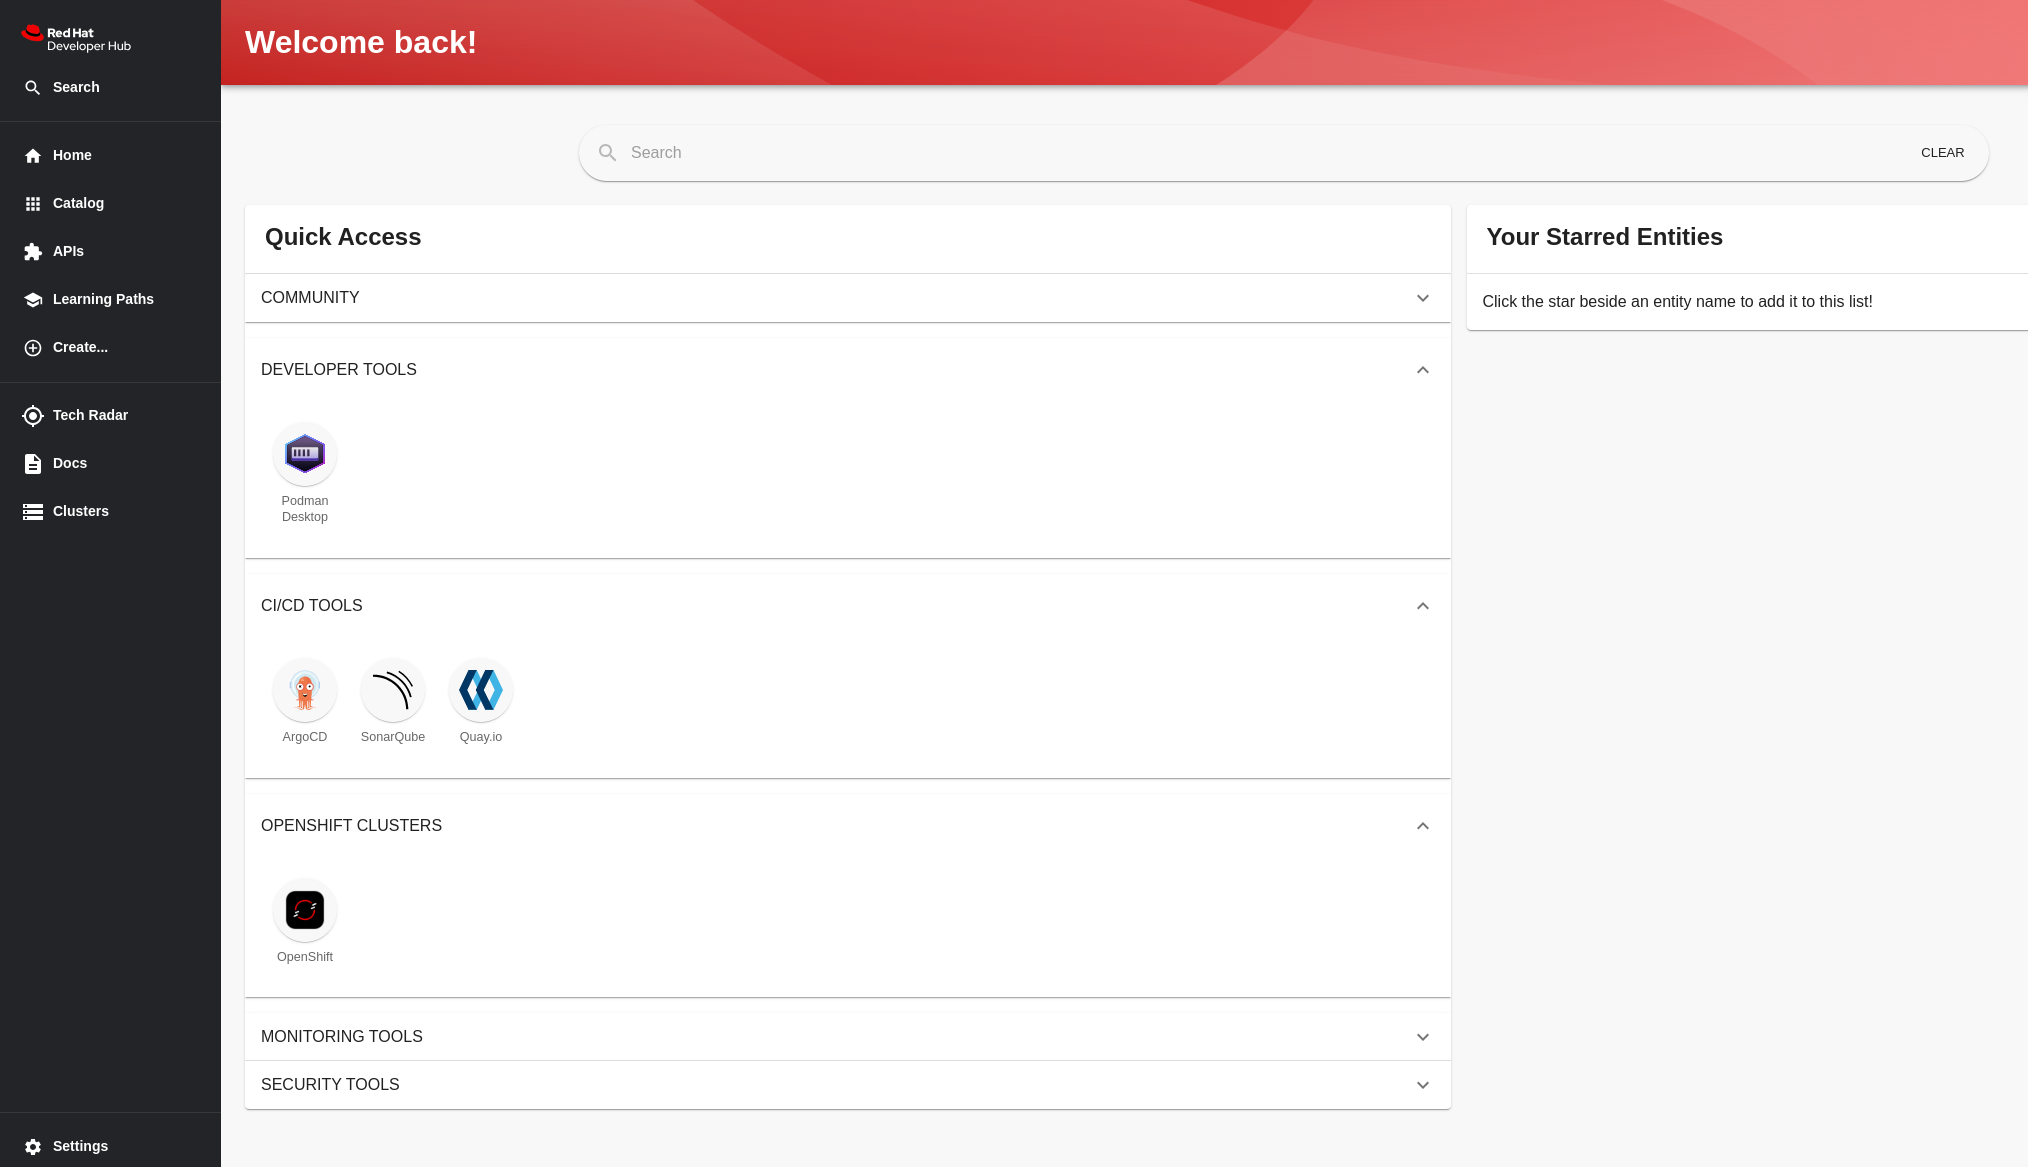 Red Hat
Developer Hub
Search
Home
Catalog
APIs
Learning Paths
Create...
Tech Radar
Docs
Clusters
Settings
Welcome back!
Search
CLEAR
Quick Access
COMMUNITY
DEVELOPER TOOLS
Podman
Desktop
CI/CD TOOLS
ArgoCD
SonarQube
Quay.io
OPENSHIFT CLUSTERS
OpenShift
MONITORING TOOLS
SECURITY TOOLS
Your Starred Entities
Click the star beside an entity name to add it to this list!